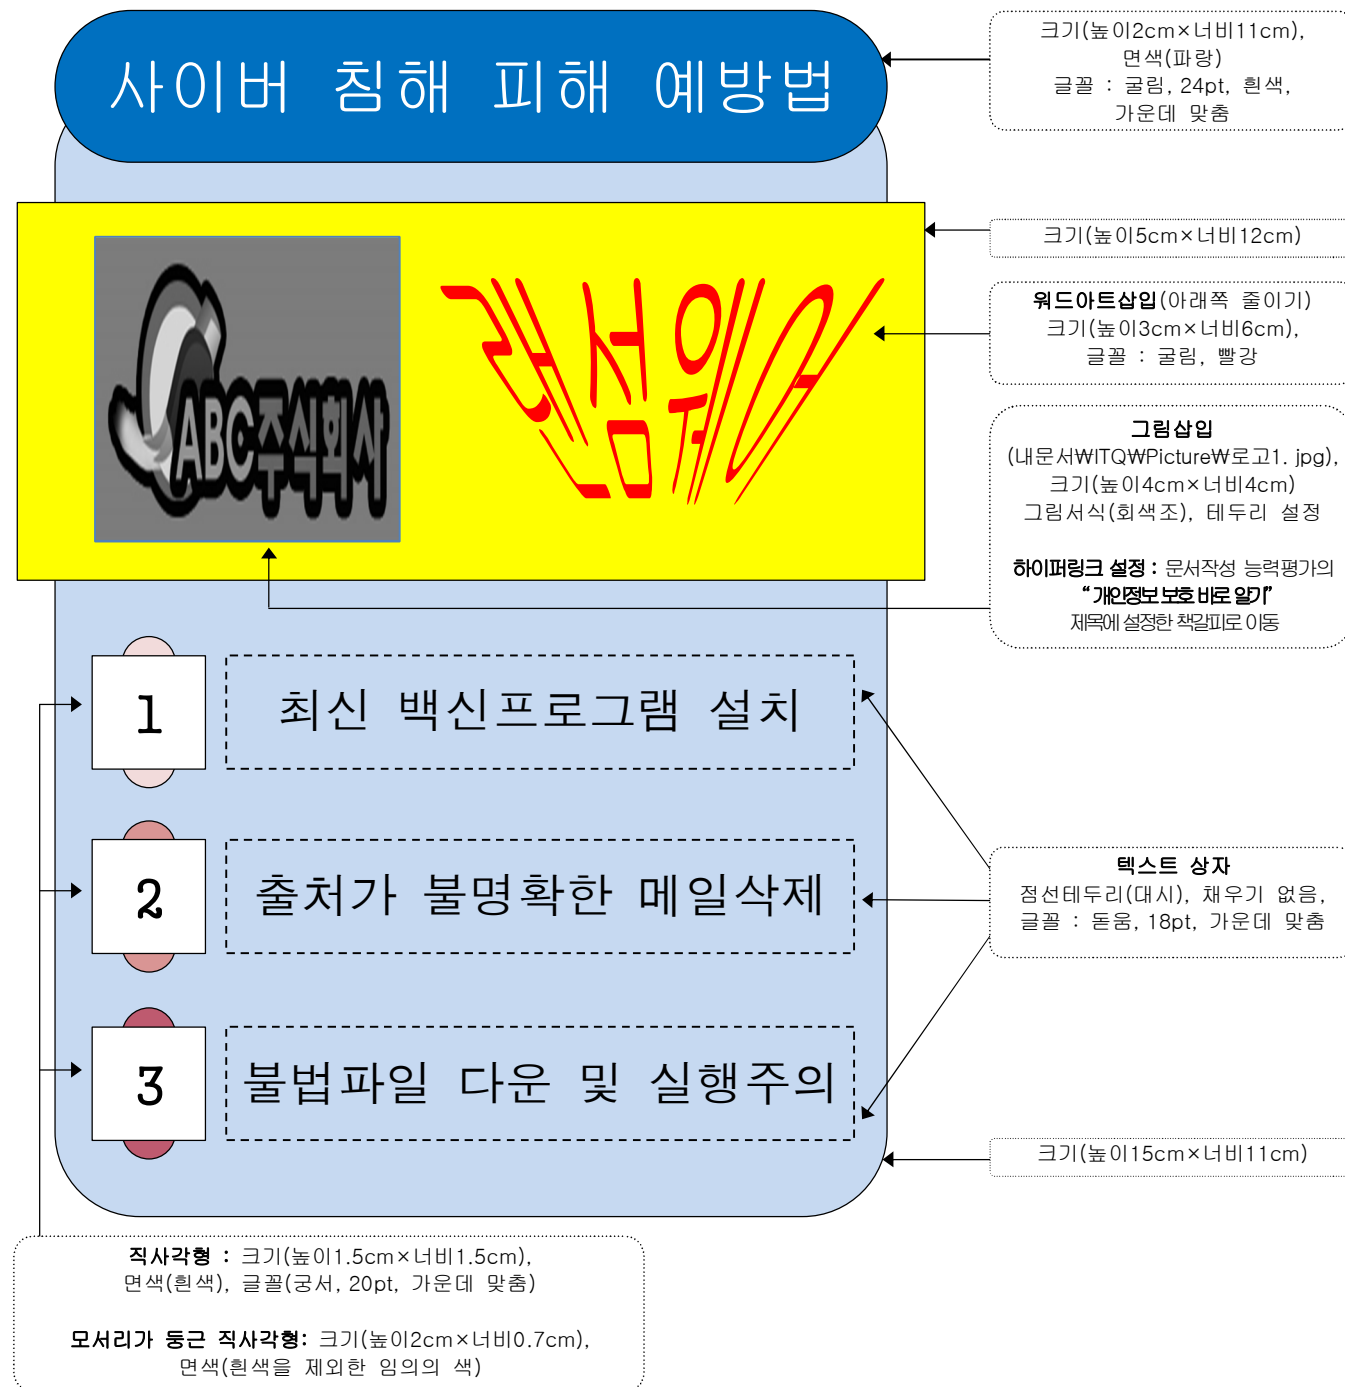 사이버 침해 피해 예방법
크기(높이2cm×너비11cm),
면색(파랑)
글꼴 : 굴림, 24pt, 흰색,
가운데 맞춤
크기(높이5cm×너비12cm)
ABC주식회사
랜섬웨어
워드아트삽입(아래쪽 줄이기)
크기(높이3cm×너비6cm),
글꼴 : 굴림, 빨강
그림삽입
(내문서₩ITQ₩Picture₩로고1. jpg),
크기(높이4cm×너비4cm)
그림서식(회색조), 테두리 설정
하이퍼링크 설정 : 문서작성 능력평가의
“개인정보 보호 바로 알기”
제목에 설정한 책갈피로 이동
1 최신 백신프로그램 설치
2 출처가 불명확한 메일삭제
3 불법파일 다운 및 실행주의
텍스트 상자
점선테두리(대시), 채우기 없음,
글꼴 : 돋움, 18pt, 가운데 맞춤
크기(높이15cm×너비11cm)
직사각형 : 크기(높이1.5cm×너비1.5cm),
면색(흰색), 글꼴(궁서, 20pt, 가운데 맞춤)
모서리가 둥근 직사각형: 크기(높이2cm×너비0.7cm),
면색(흰색을 제외한 임의의 색)